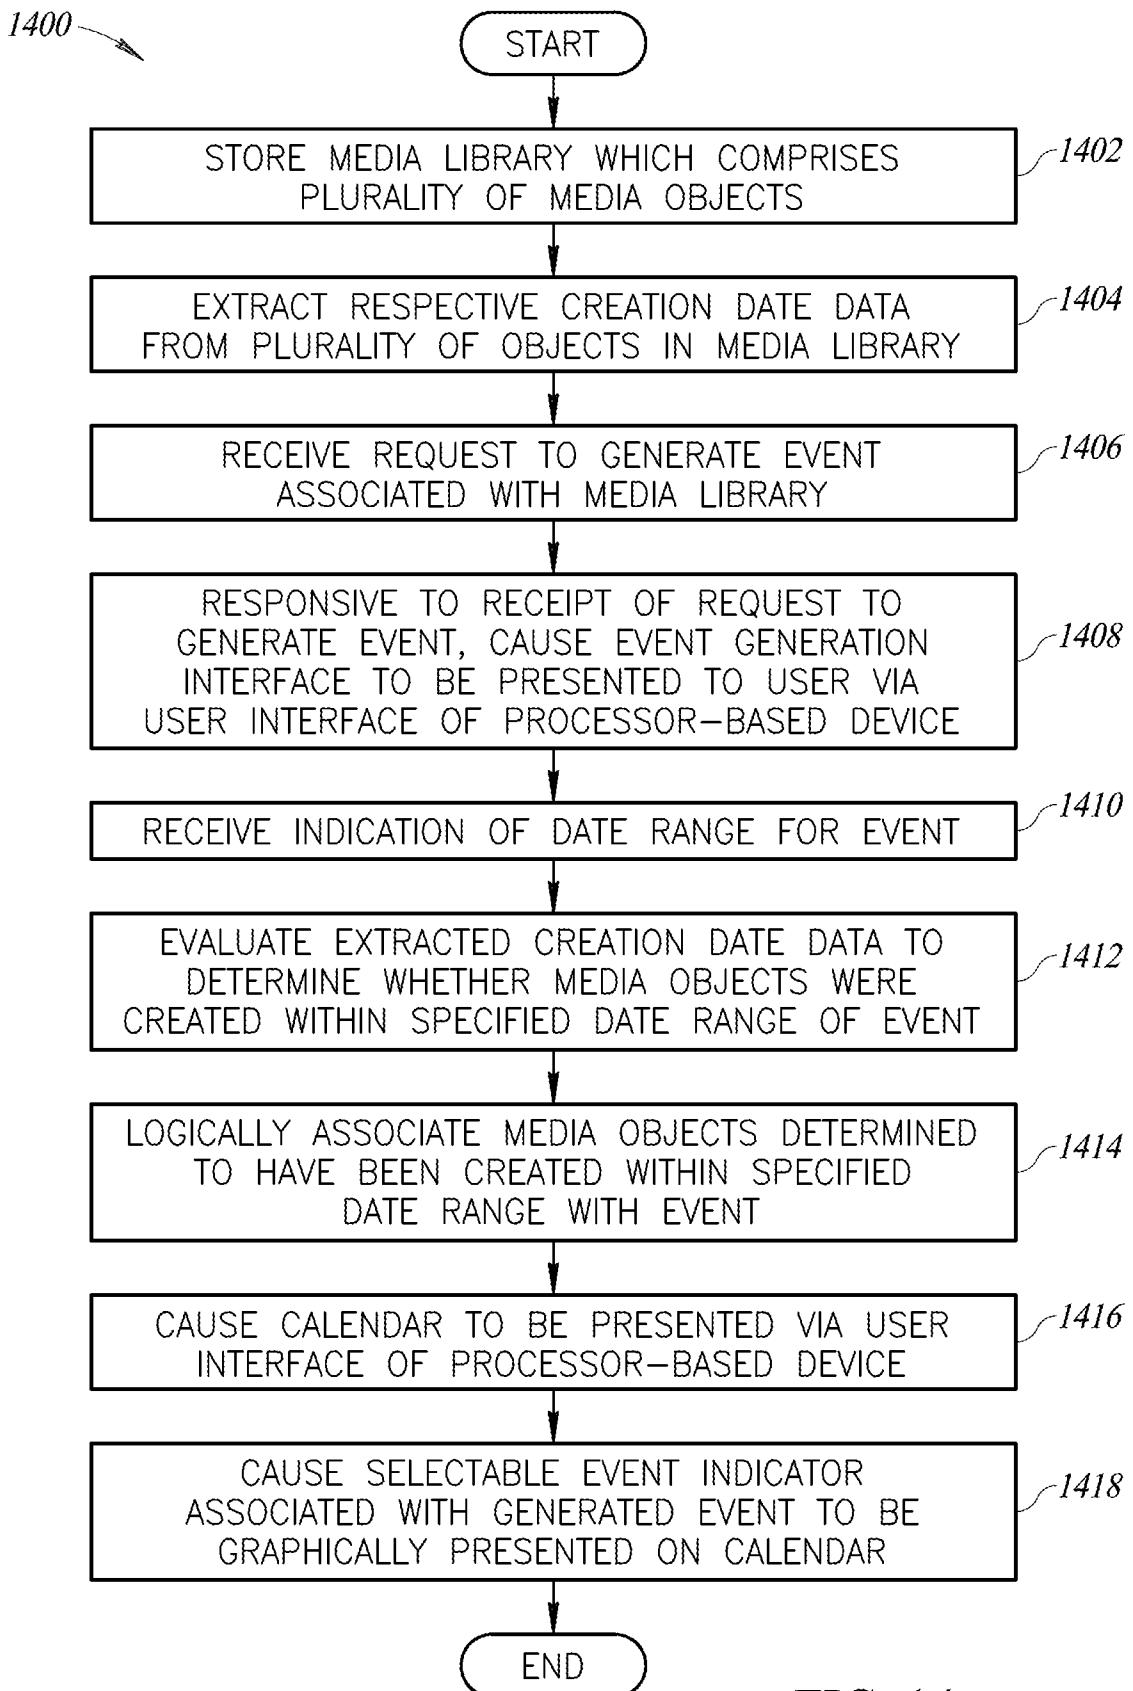 1400
START
STORE MEDIA LIBRARY WHICH COMPRISES
PLURALITY OF MEDIA OBJECTS
1402
EXTRACT RESPECTIVE CREATION DATE DATA
FROM PLURALITY OF OBJECTS IN MEDIA LIBRARY
1404
RECEIVE REQUEST TO GENERATE EVENT
ASSOCIATED WITH MEDIA LIBRARY
1406
RESPONSIVE TO RECEIPT OF REQUEST TO
GENERATE EVENT, CAUSE EVENT GENERATION
INTERFACE TO BE PRESENTED TO USER VIA
USER INTERFACE OF PROCESSOR-BASED DEVICE
1408
RECEIVE INDICATION OF DATE RANGE FOR EVENT
1410
EVALUATE EXTRACTED CREATION DATE DATA TO
DETERMINE WHETHER MEDIA OBJECTS WERE
CREATED WITHIN SPECIFIED DATE RANGE OF EVENT
1412
LOGICALLY ASSOCIATE MEDIA OBJECTS DETERMINED
TO HAVE BEEN CREATED WITHIN SPECIFIED
DATE RANGE WITH EVENT
1414
CAUSE CALENDAR TO BE PRESENTED VIA USER
INTERFACE OF PROCESSOR-BASED DEVICE
1416
CAUSE SELECTABLE EVENT INDICATOR
ASSOCIATED WITH GENERATED EVENT TO BE
GRAPHICALLY PRESENTED ON CALENDAR
1418
END